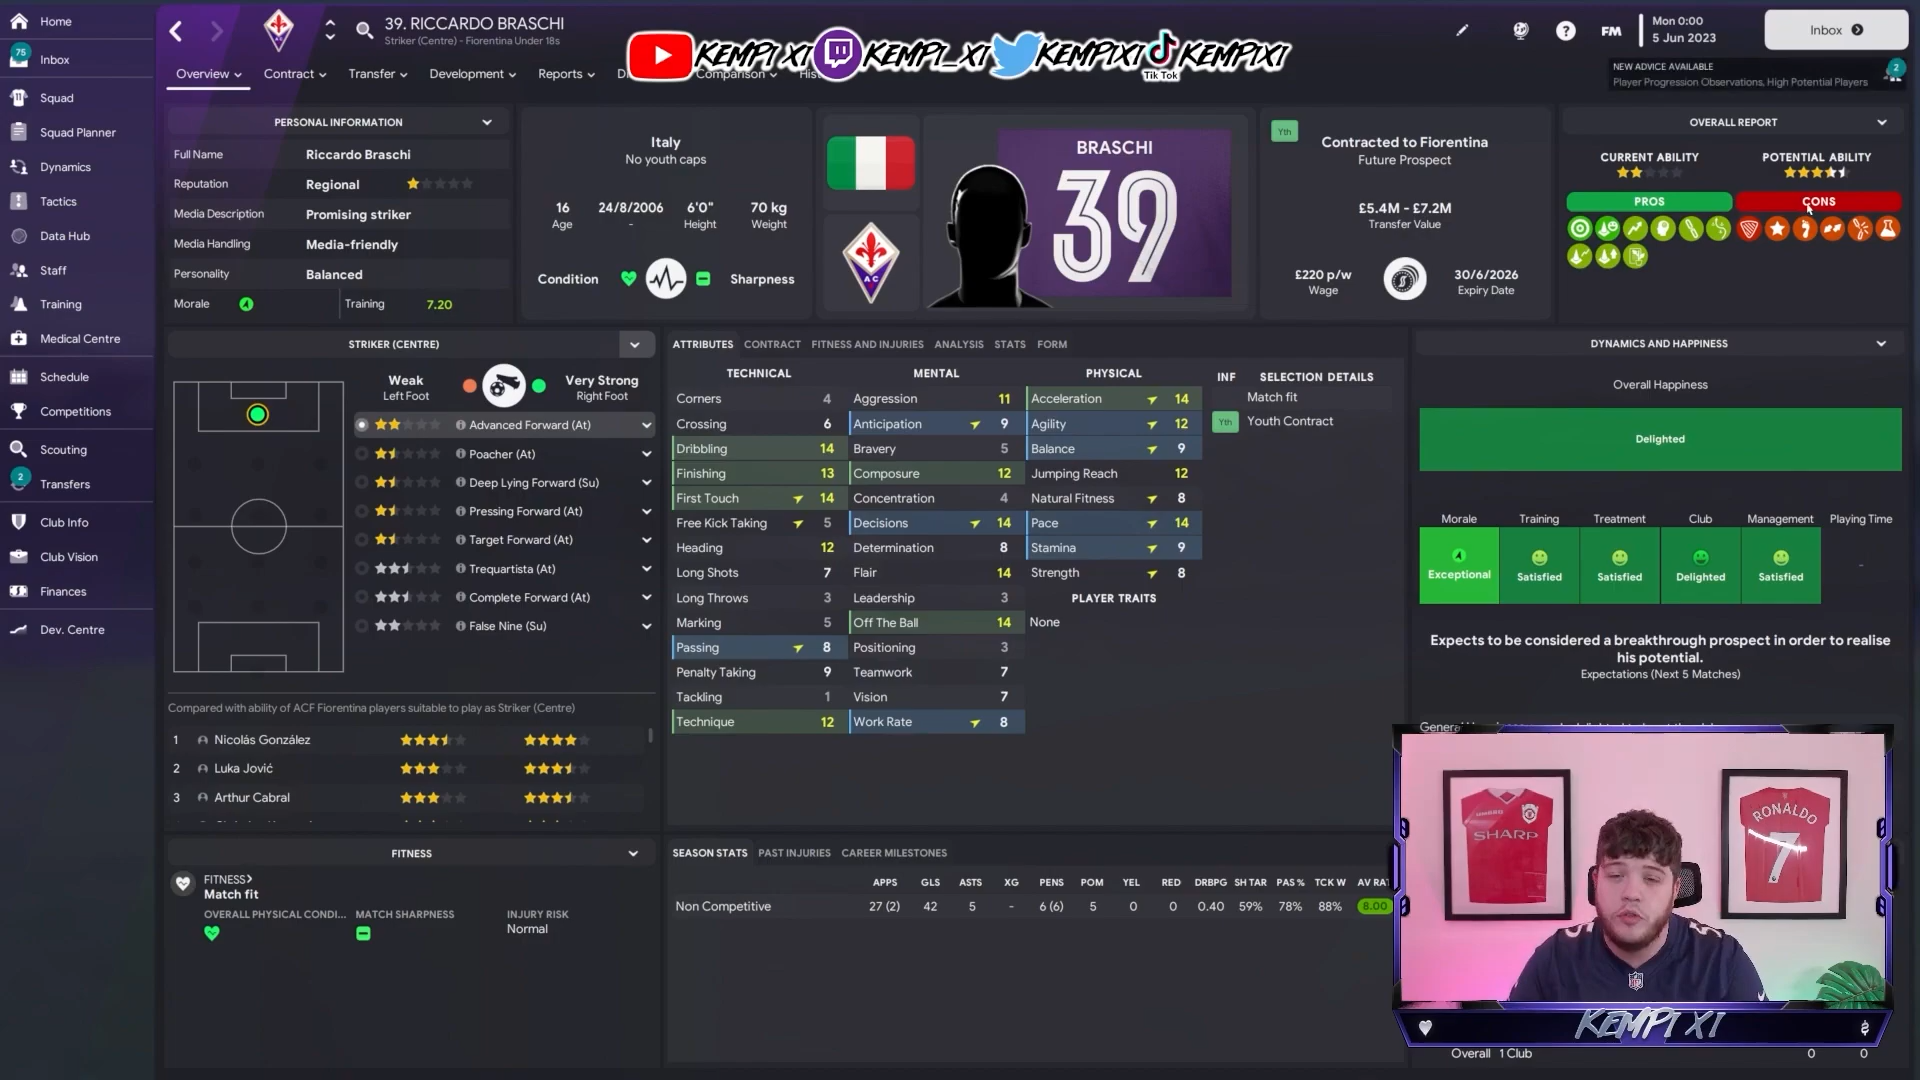 Home
75
Inbox
Squad
Squad Planner
Dynamics
Tactics
Data Hub
Staff
Training
Medical Centre
Schedule
Competitions
Scouting
2
Transfers
Club Info
Club Vision
Finances
Dev. Centre
39. RICCARDO BRASCHI
Striker (Centre) - Fiorentina Under 18s
Overview
Contract
Transfer
Development
Reports
Comparison
KEMPI XI
KEMPI_XI
KEMPIXI
Tik Tok
KEMPIXI
FM
Mon 0:00
5 Jun 2023
Inbox
NEW ADVICE AVAILABLE
Player Progression Observations, High Potential Players
2
PERSONAL INFORMATION
Full Name Riccardo Braschi
Reputation Regional
Media Description Promising striker
Media Handling Media-friendly
Personality Balanced
Morale
Training 7.20
Italy
No youth caps
16 24/8/2006 6'0" 70 kg
Age - Height Weight
Condition Sharpness
BRASCHI
39
AC
Yth
Contracted to Fiorentina
Future Prospect
£5.4M - £7.2M
Transfer Value
£220 p/w
Wage
30/6/2026
Expiry Date
OVERALL REPORT
CURRENT ABILITY POTENTIAL ABILITY
PROS CONS
STRIKER (CENTRE)
Weak
Left Foot
Very Strong
Right Foot
Advanced Forward (At)
Poacher (At)
Deep Lying Forward (Su)
Pressing Forward (At)
Target Forward (At)
Trequartista (At)
Complete Forward (At)
False Nine (Su)
Compared with ability of ACF Fiorentina players suitable to play as Striker (Centre)
1 Nicolás González
2 Luka Jović
3 Arthur Cabral
FITNESS
FITNESS
Match fit
OVERALL PHYSICAL CONDI... MATCH SHARPNESS INJURY RISK
Normal
ATTRIBUTES CONTRACT FITNESS AND INJURIES ANALYSIS STATS FORM
TECHNICAL
Corners 4
Crossing 6
Dribbling 14
Finishing 13
First Touch 14
Free Kick Taking 5
Heading 12
Long Shots 7
Long Throws 3
Marking 5
Passing 8
Penalty Taking 9
Tackling 1
Technique 12
MENTAL
Aggression 11
Anticipation 9
Bravery 5
Composure 12
Concentration 4
Decisions 14
Determination 8
Flair 14
Leadership 3
Off The Ball 14
Positioning 3
Teamwork 7
Vision 7
Work Rate 8
PHYSICAL
Acceleration 14
Agility 12
Balance 9
Jumping Reach 12
Natural Fitness 8
Pace 14
Stamina 9
Strength 8
PLAYER TRAITS
None
INF SELECTION DETAILS
Match fit
Yth Youth Contract
SEASON STATS PAST INJURIES CAREER MILESTONES
APPS GLS ASTS XG PENS POM YEL RED DRBPG SH TAR PAS % TCK W AV RAT
Non Competitive 27 (2) 42 5 - 6 (6) 5 0 0 0.40 59% 78% 88% 8.00
DYNAMICS AND HAPPINESS
Overall Happiness
Delighted
Morale Training Treatment Club Management Playing Time
Exceptional Satisfied Satisfied Delighted Satisfied -
Expects to be considered a breakthrough prospect in order to realise
his potential.
Expectations (Next 5 Matches)
UMBRO
SHARP
RONALDO
7
KEMPI XI
Overall 1 Club 0 0